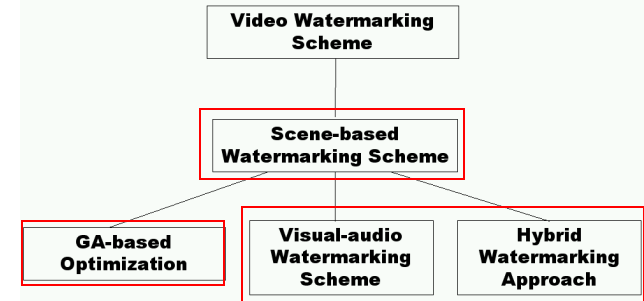 Video Watermarking
Scheme
Scene-based
Watermarking Scheme
GA-based
Optimization
Visual-audio
Watermarking
Scheme
Hybrid
Watermarking
Approach